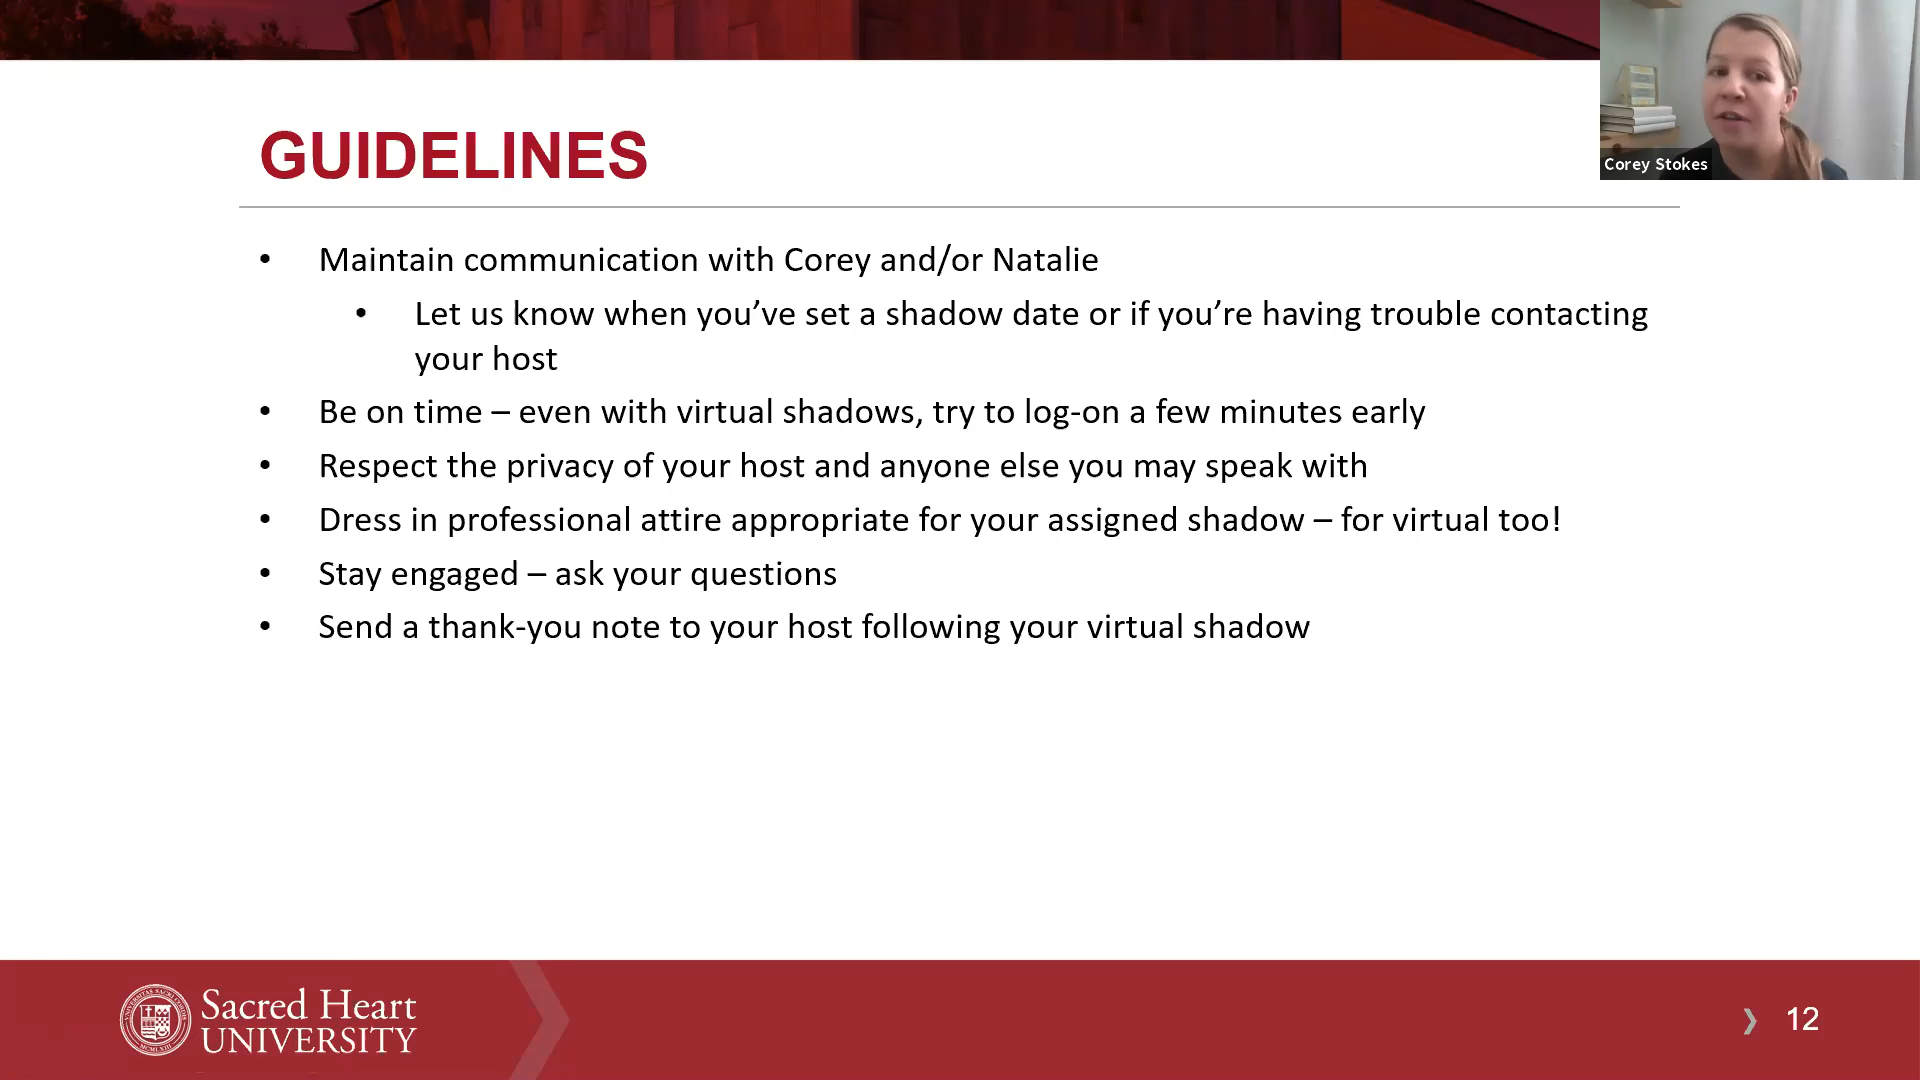 GUIDELINES
Corey Stokes
• Maintain communication with Corey and/or Natalie
• Let us know when you’ve set a shadow date or if you’re having trouble contacting
your host
• Be on time – even with virtual shadows, try to log-on a few minutes early
• Respect the privacy of your host and anyone else you may speak with
• Dress in professional attire appropriate for your assigned shadow – for virtual too!
• Stay engaged – ask your questions
• Send a thank-you note to your host following your virtual shadow
Sacred Heart
UNIVERSITY
12